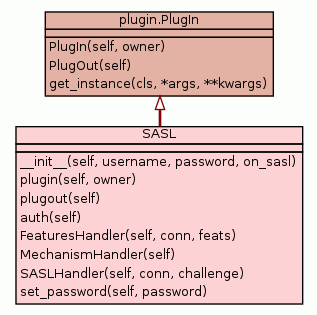 plugin.PlugIn
PlugIn(self, owner)
PlugOut(self)
get_instance(cls, *args, **kwargs)
SASL
__init__(self, username, password, on_sasl)
plugin(self, owner)
plugout(self)
auth(self)
FeaturesHandler(self, conn, feats)
MechanismHandler(self)
SASLHandler(self, conn, challenge)
set_password(self, password)